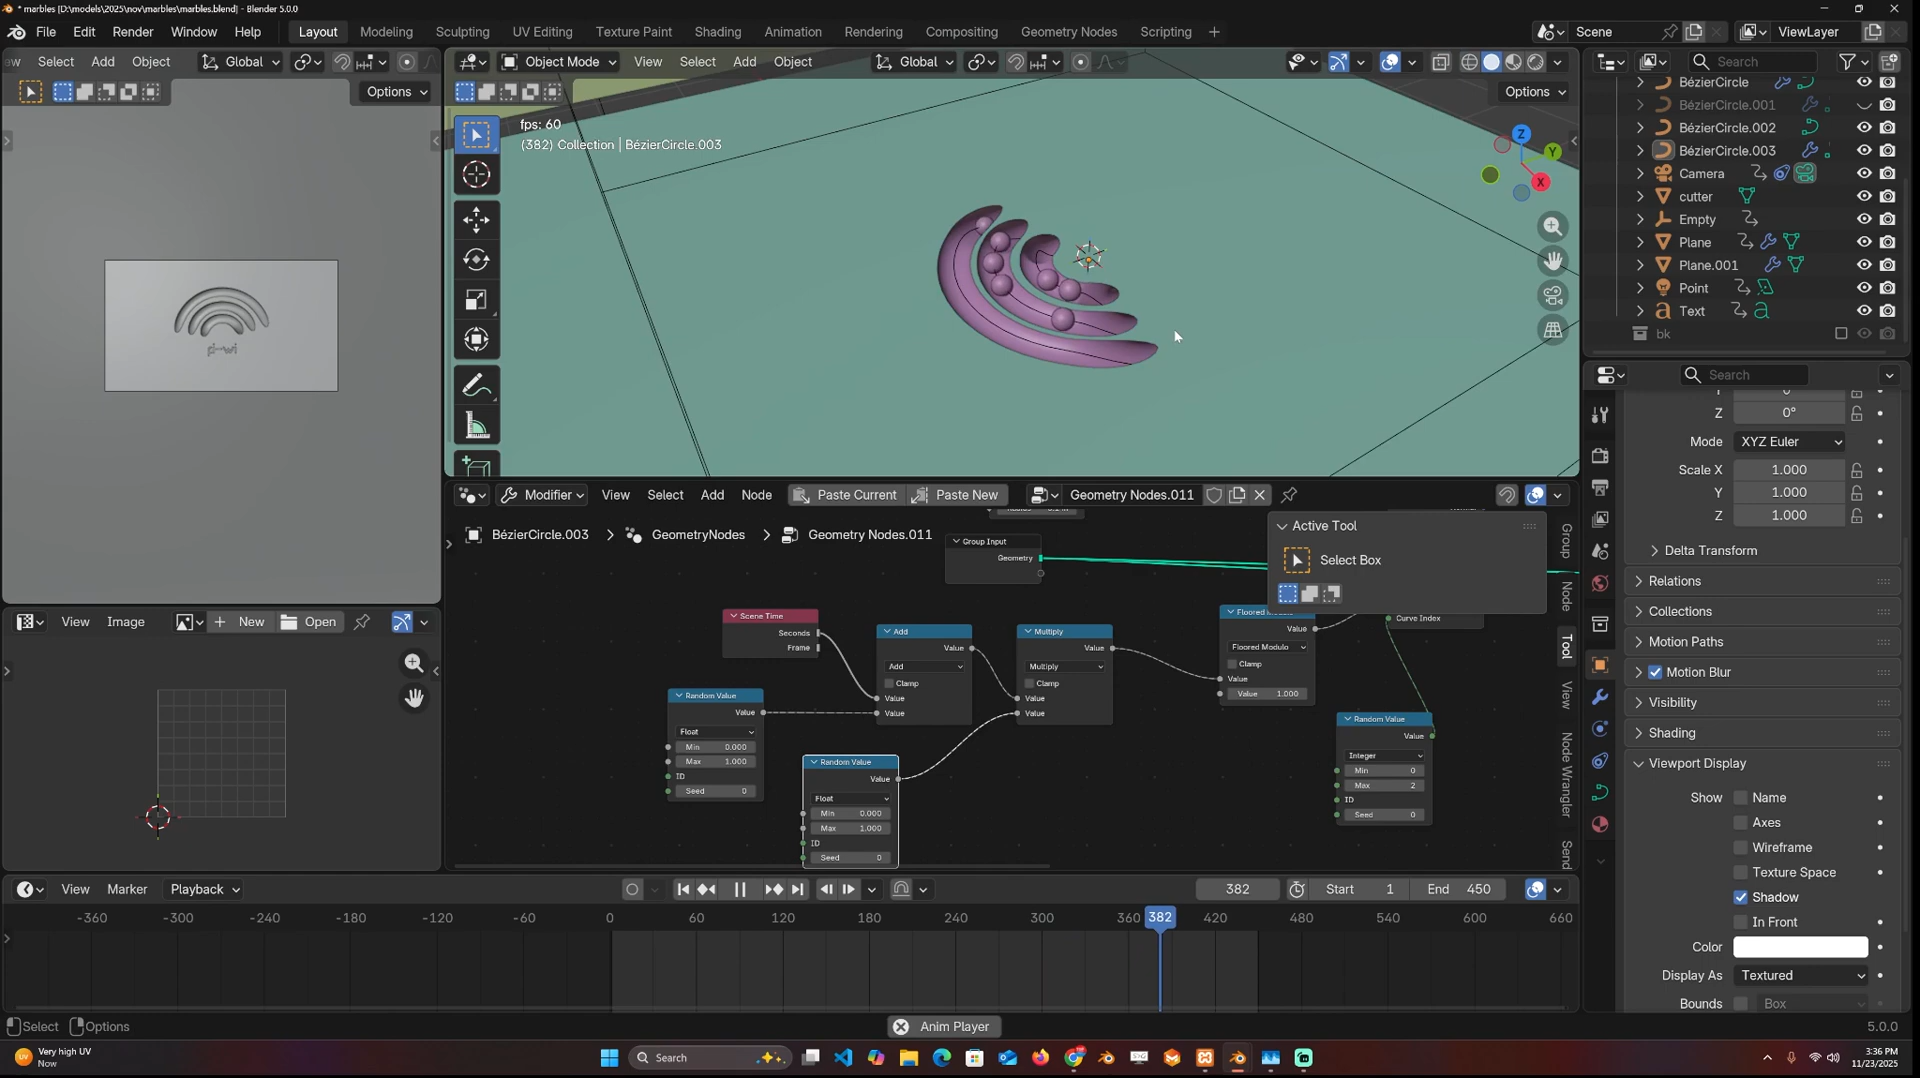 * marbles [D:\models\2025\nov\marbles\marbles.blend] - Blender 5.0.0
File Edit Render Window Help
Layout Modeling Sculpting UV Editing Texture Paint Shading Animation Rendering Compositing Geometry Nodes Scripting
Scene
ViewLayer
Select Add Object Global
Options
Object Mode View Select Add Object Global
Options
fps: 60
(382) Collection | BézierCircle.003
Z
Y
X
Search
BézierCircle
BézierCircle.001
BézierCircle.002
BézierCircle.003
Camera
cutter
Empty
Plane
Plane.001
Point
Text
bk
Modifier View Select Add Node Paste Current Paste New Geometry Nodes.011
BézierCircle.003 > GeometryNodes > Geometry Nodes.011
Group Input
Geometry
Active Tool
Select Box
Group
Node
Tool
View
Node Wrangler
Send
Scene Time
Seconds
Frame
Add
Value
Add
Clamp
Value
Value
Multiply
Value
Multiply
Clamp
Value
Value
Value
Floored Modulo
Clamp
Value
Value 1.000
Curve Index
Random Value
Value
Float
Min 0.000
Max 1.000
ID
Seed 0
Random Value
Value
Float
Min 0.000
Max 1.000
ID
Seed 0
Random Value
Value
Integer
Min 0
Max 2
ID
Seed 0
Search
Z 0°
Mode XYZ Euler
Scale X 1.000
Y 1.000
Z 1.000
Delta Transform
Relations
Collections
Motion Paths
Motion Blur
Visibility
Shading
Viewport Display
Show Name
Axes
Wireframe
Texture Space
Shadow
In Front
Color
Display As Textured
Bounds Box
View Image New Open
View Marker Playback
382 Start 1 End 450
-360 -300 -240 -180 -120 -60 0 60 120 180 240 300 360 382 420 480 540 600 660
Select Options
Anim Player
5.0.0
Very high UV
Now
Search
3:36 PM
11/23/2025